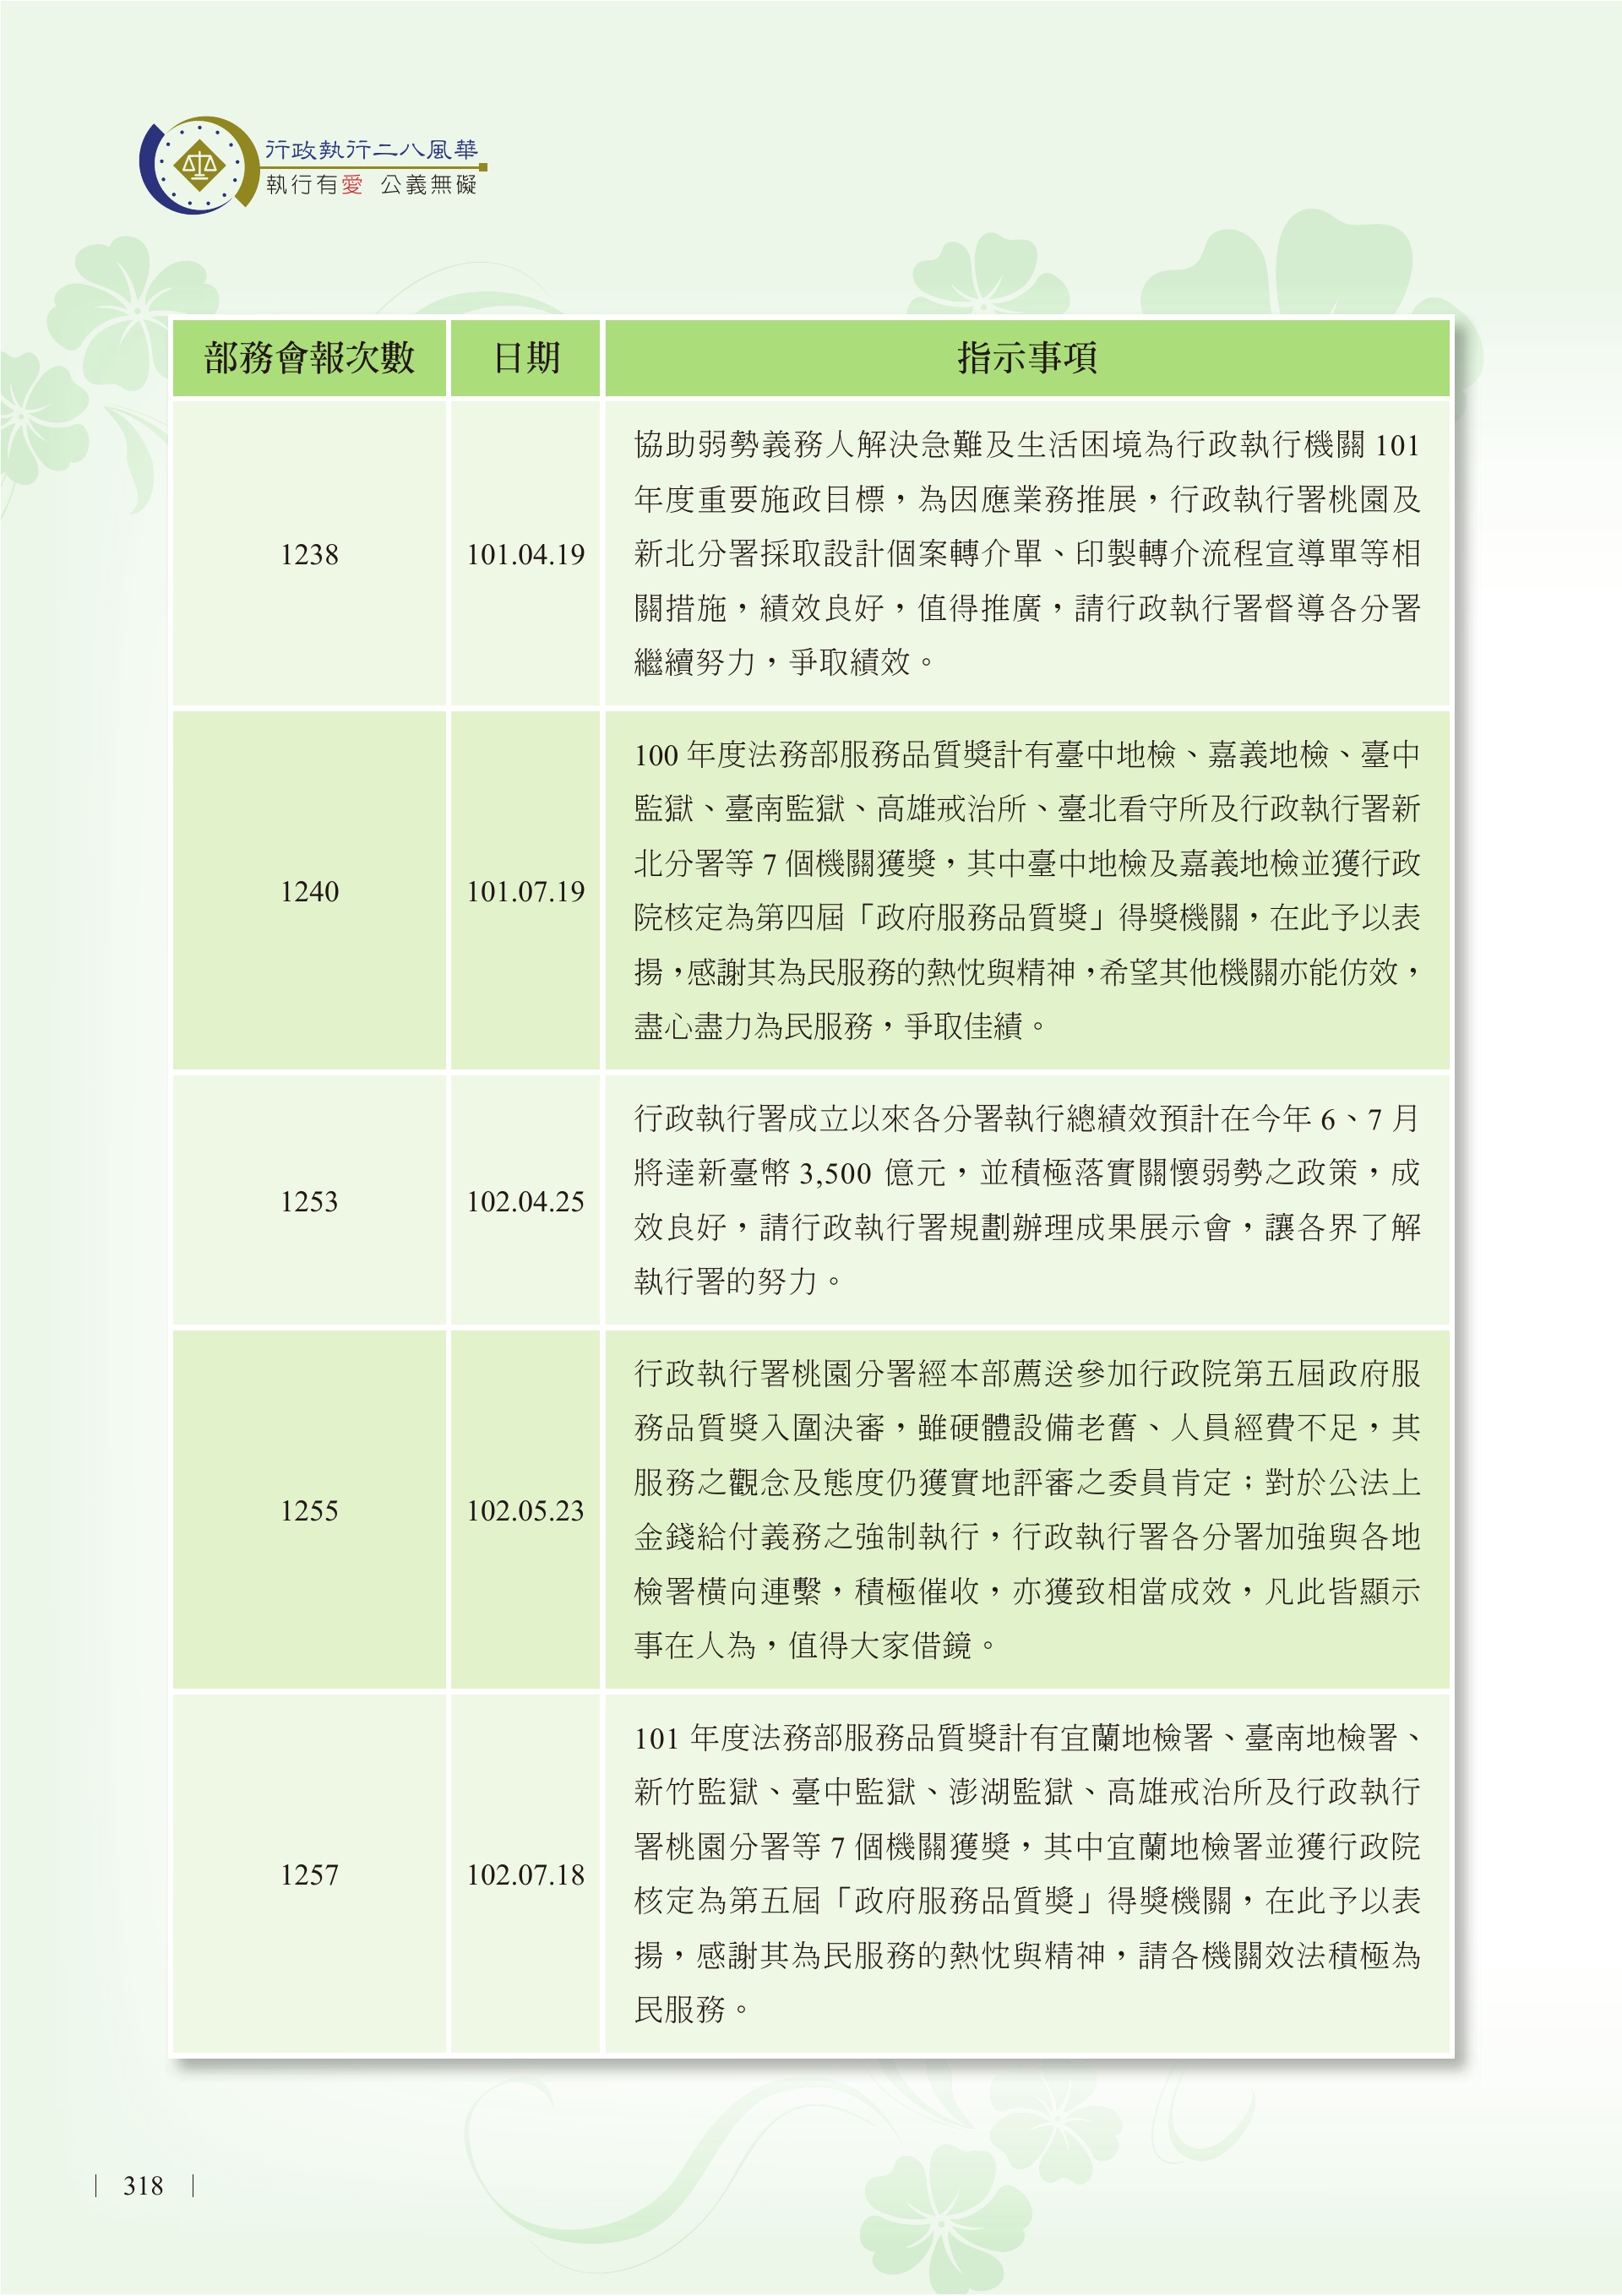 行政執行二八風華
執行有愛 公義無礙
部務會報次數 日期 指示事項
1238 101.04.19
協助弱勢義務人解決急難及生活困境為行政執行機關 101
年度重要施政目標，為因應業務推展，行政執行署桃園及
新北分署採取設計個案轉介單、印製轉介流程宣導單等相
關措施，績效良好，值得推廣，請行政執行署督導各分署
繼續努力，爭取績效。
1240 101.07.19
100 年度法務部服務品質獎計有臺中地檢、嘉義地檢、臺中
監獄、臺南監獄、高雄戒治所、臺北看守所及行政執行署新
北分署等 7 個機關獲獎，其中臺中地檢及嘉義地檢並獲行政
院核定為第四屆「政府服務品質獎」得獎機關，在此予以表
揚，感謝其為民服務的熱忱與精神，希望其他機關亦能仿效，
盡心盡力為民服務，爭取佳績。
1253 102.04.25
行政執行署成立以來各分署執行總績效預計在今年 6、7 月
將達新臺幣 3,500 億元，並積極落實關懷弱勢之政策，成
效良好，請行政執行署規劃辦理成果展示會，讓各界了解
執行署的努力。
1255 102.05.23
行政執行署桃園分署經本部薦送參加行政院第五屆政府服
務品質獎入圍決審，雖硬體設備老舊、人員經費不足，其
服務之觀念及態度仍獲實地評審之委員肯定；對於公法上
金錢給付義務之強制執行，行政執行署各分署加強與各地
檢署橫向連繫，積極催收，亦獲致相當成效，凡此皆顯示
事在人為，值得大家借鏡。
1257 102.07.18
101 年度法務部服務品質獎計有宜蘭地檢署、臺南地檢署、
新竹監獄、臺中監獄、澎湖監獄、高雄戒治所及行政執行
署桃園分署等 7 個機關獲獎，其中宜蘭地檢署並獲行政院
核定為第五屆「政府服務品質獎」得獎機關，在此予以表
揚，感謝其為民服務的熱忱與精神，請各機關效法積極為
民服務。
318